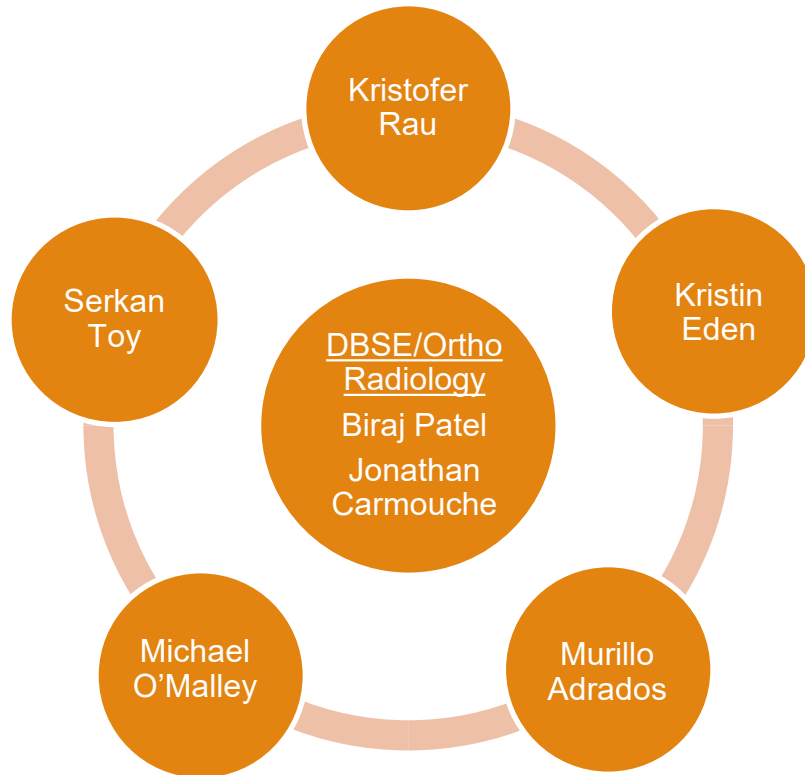 Kristofer
Rau
Serkan
Toy
Kristin
Eden
DBSE/Ortho
Radiology
Biraj Patel
Jonathan
Carmouche
Michael
O’Malley
Murillo
Adrados